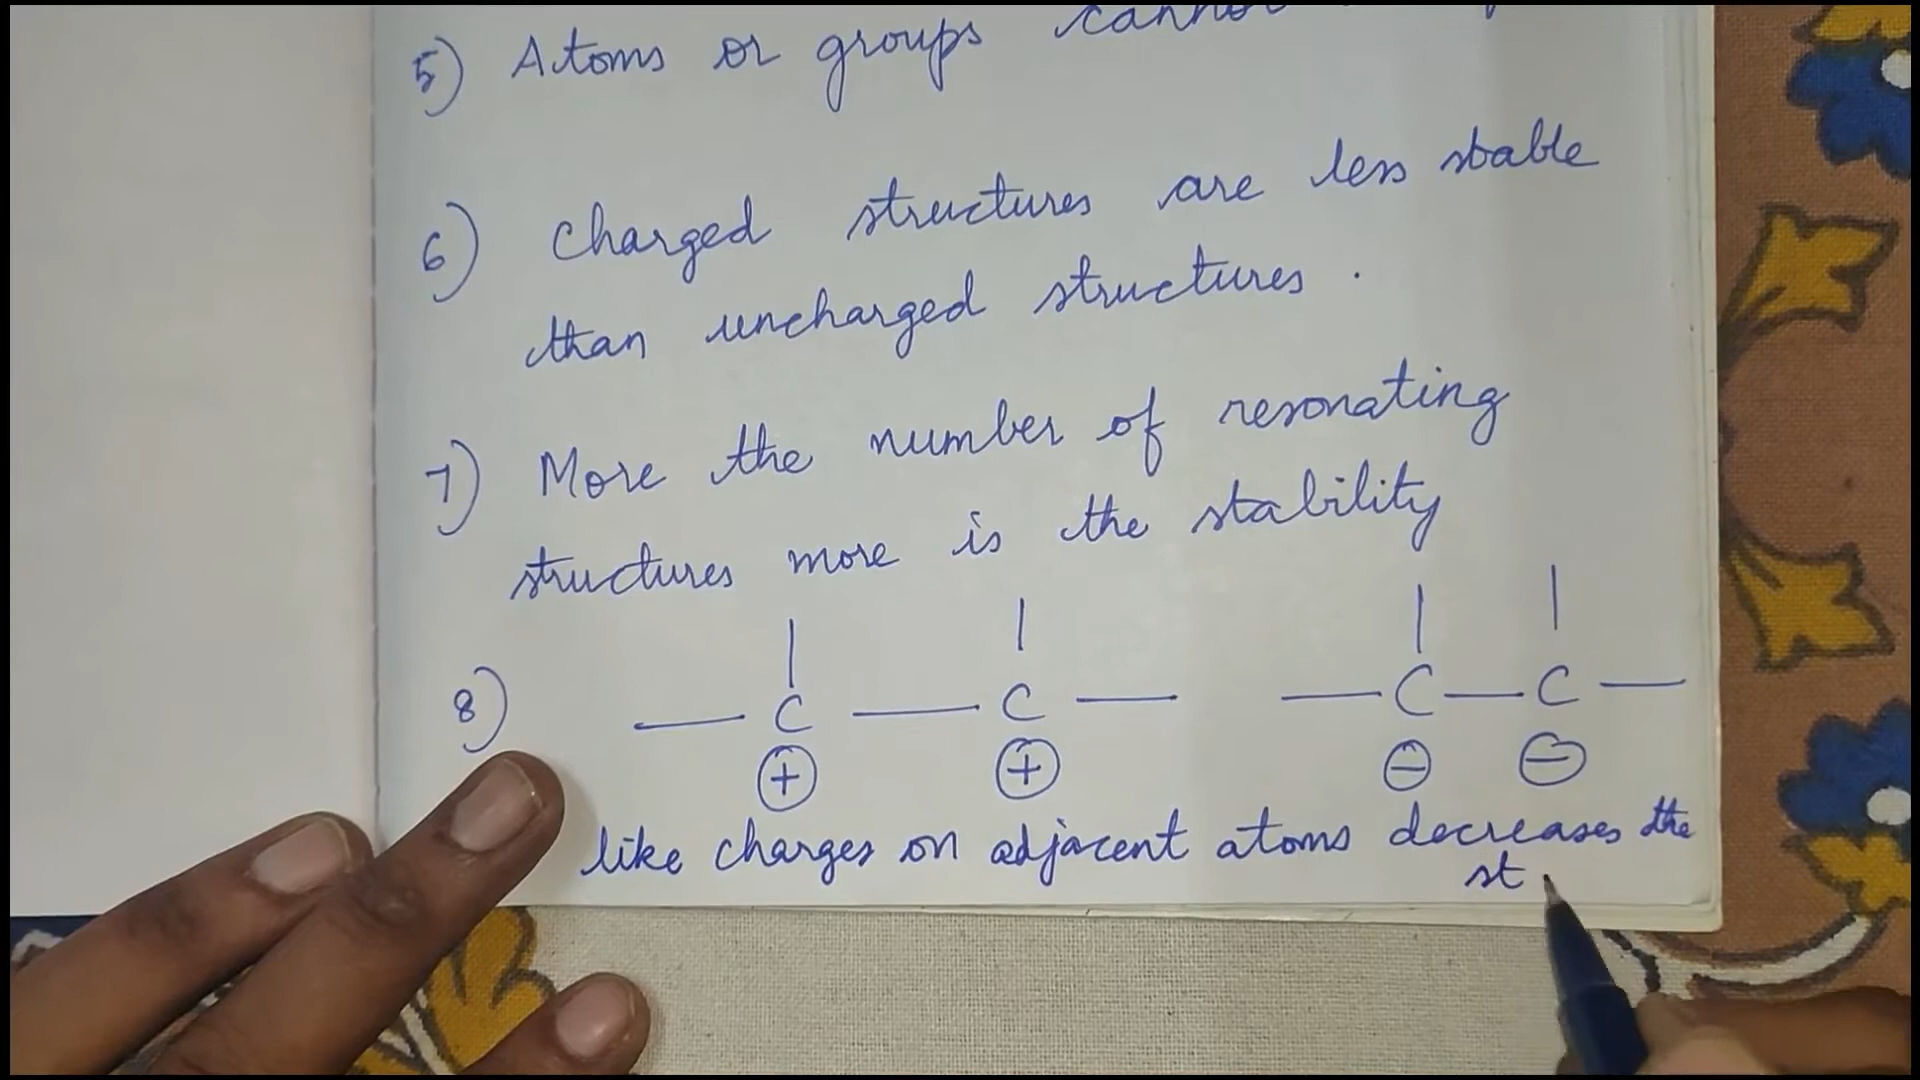 5) Atoms or groups cannot
6) Charged structures are less stable
than uncharged structures.
7) More the number of resonating
structures more is the stability
8) — C — C — — C — C —
⊕ ⊕ ⊖ ⊖
like charges on adjacent atoms decreases the
st